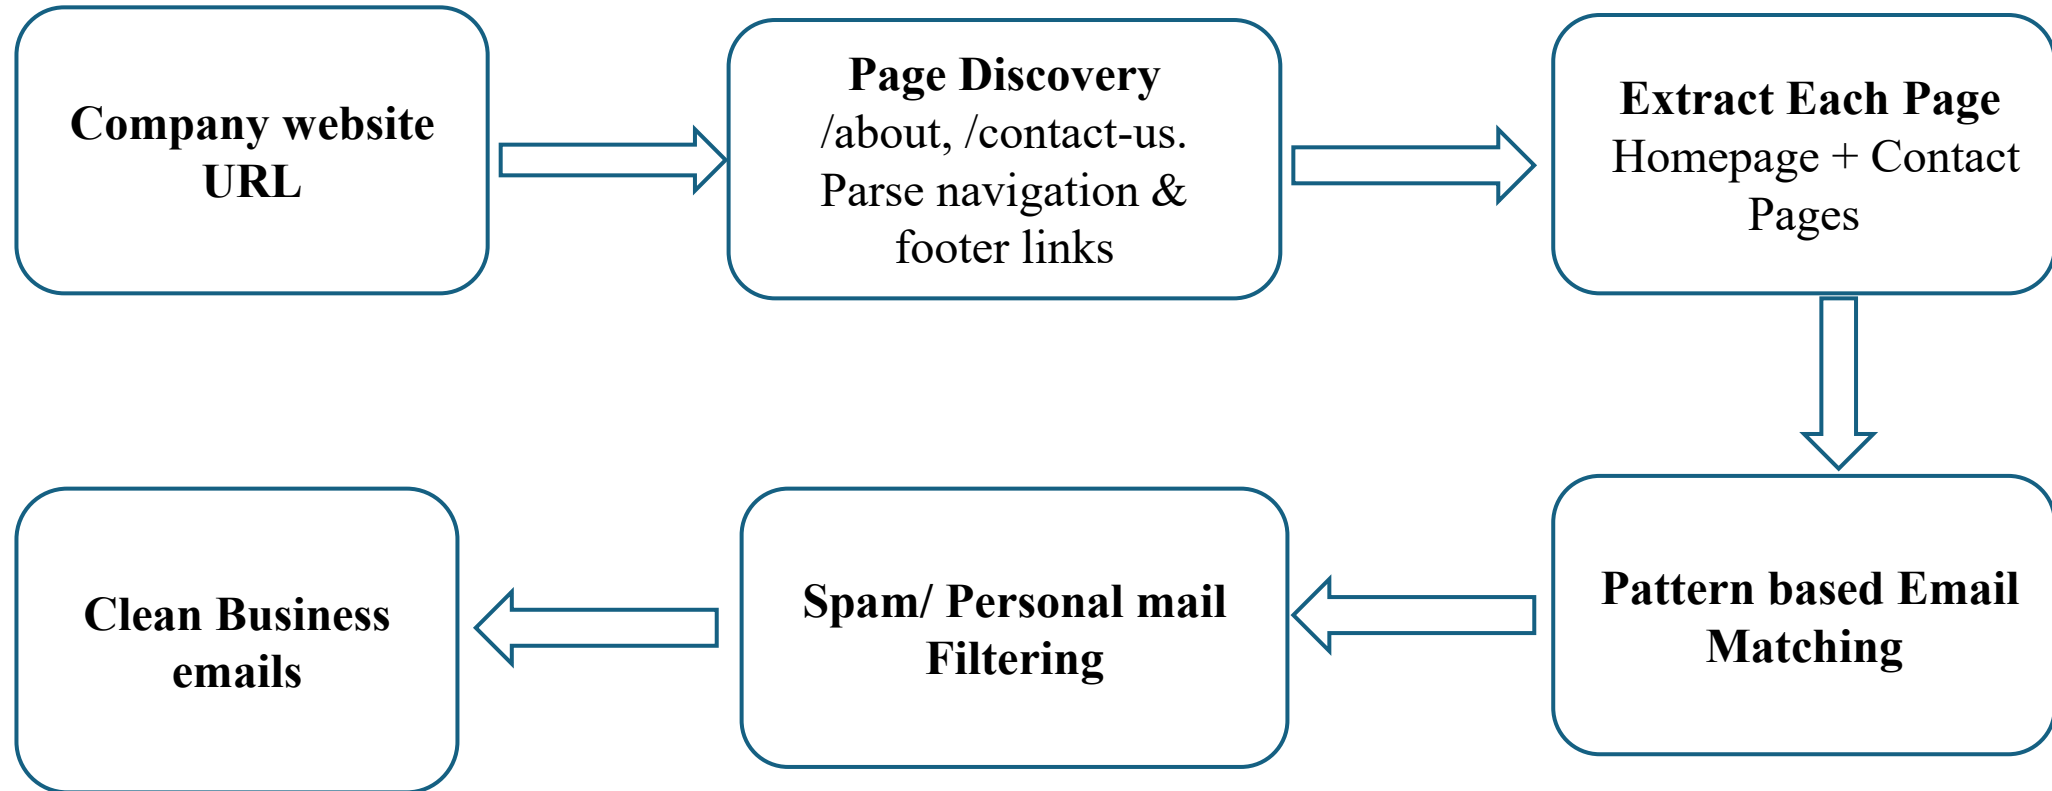 Company website
URL
Page Discovery
/about, /contact-us.
Parse navigation &
footer links
Extract Each Page
Homepage + Contact
Pages
Pattern based Email
Matching
Spam/ Personal mail
Filtering
Clean Business
emails